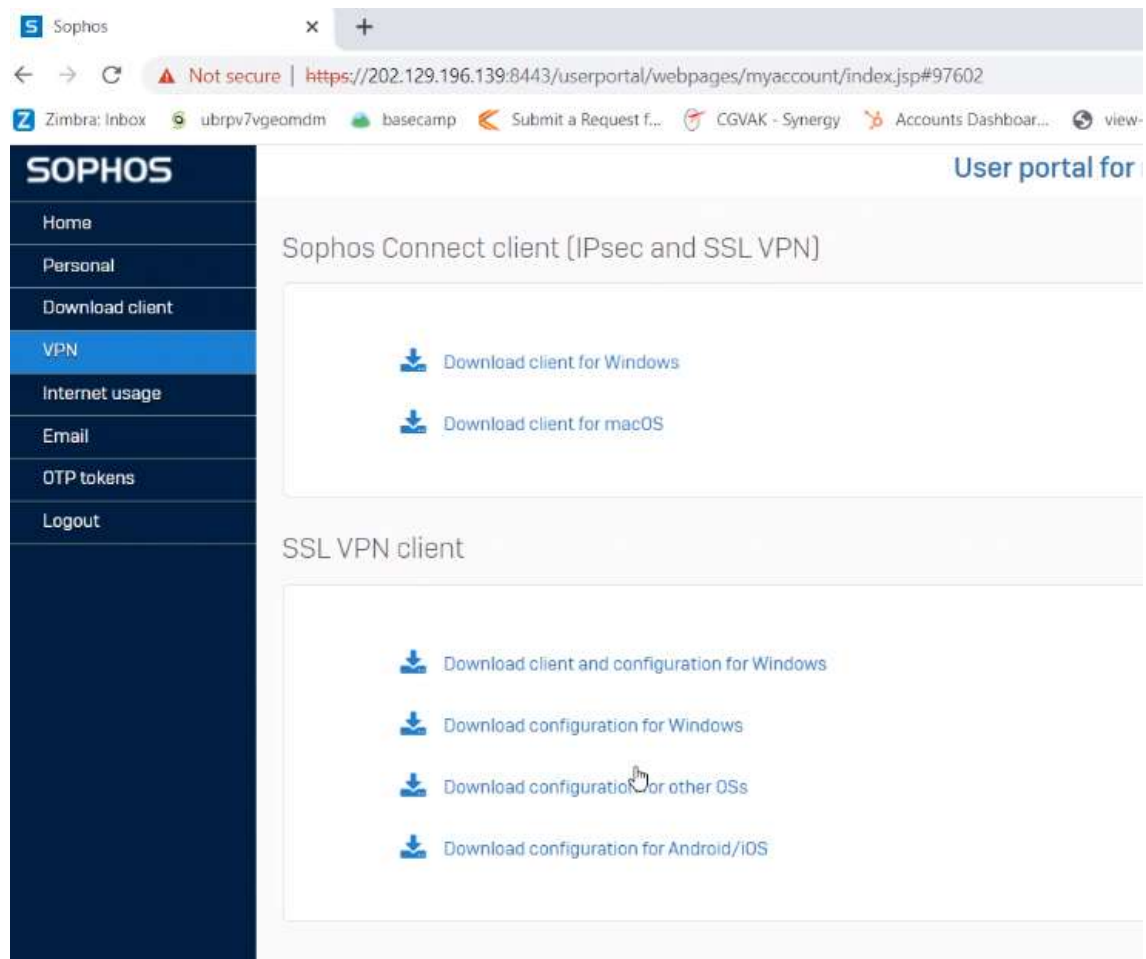 S Sophos × +
Not secure | https://202.129.196.139:8443/userportal/webpages/myaccount/index.jsp#97602
Z Zimbra: Inbox ubrpv7vgeomdm basecamp Submit a Request f... CGVAK - Synergy Accounts Dashboar... view-
SOPHOS
User portal for
Home
Personal
Download client
VPN
Internet usage
Email
OTP tokens
Logout
Sophos Connect client (IPsec and SSL VPN)
Download client for Windows
Download client for macOS
SSL VPN client
Download client and configuration for Windows
Download configuration for Windows
Download configuration for other OSs
Download configuration for Android/iOS